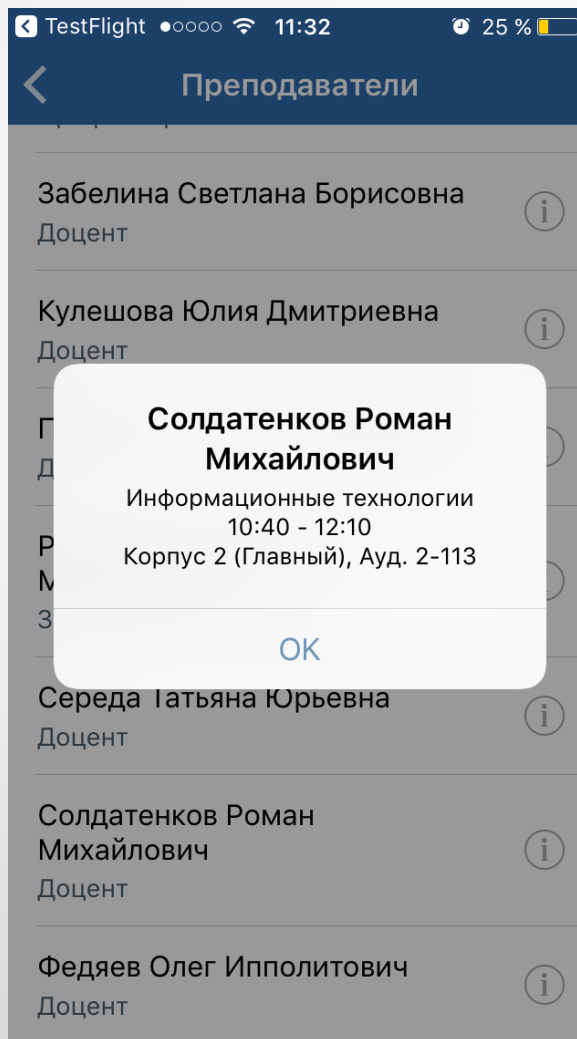 TestFlight 11:32 25 %
Преподаватели
Забелина Светлана Борисовна
Доцент
Кулешова Юлия Дмитриевна
Доцент
Солдатенков Роман
Михайлович
Информационные технологии
10:40 - 12:10
Корпус 2 (Главный), Ауд. 2-113
OK
Середа Татьяна Юрьевна
Доцент
Солдатенков Роман
Михайлович
Доцент
Федяев Олег Ипполитович
Доцент